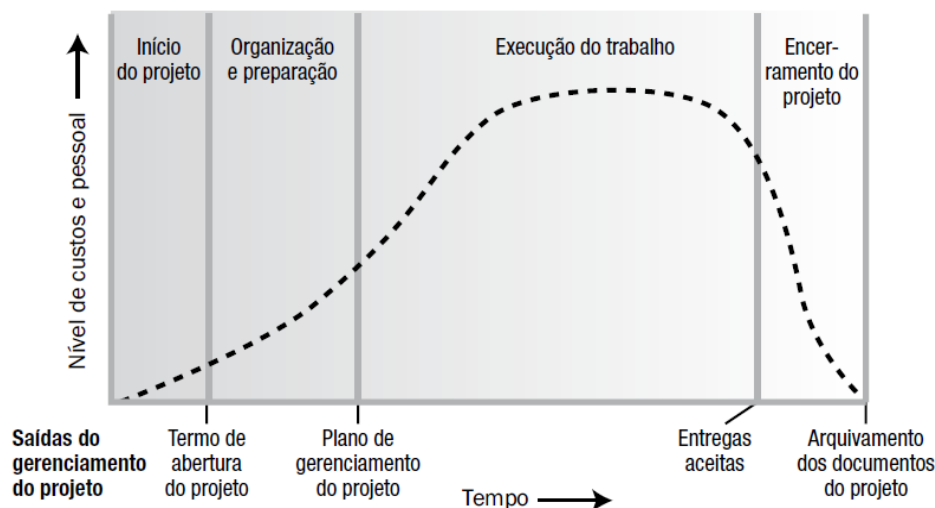 Início
do projeto
Organização
e preparação
Execução do trabalho
Encer-
ramento do
projeto
Nível de custos e pessoal
Saídas do
gerenciamento
do projeto
Termo de
abertura
do projeto
Plano de
gerenciamento
do projeto
Entregas
aceitas
Arquivamento
dos documentos
do projeto
Tempo